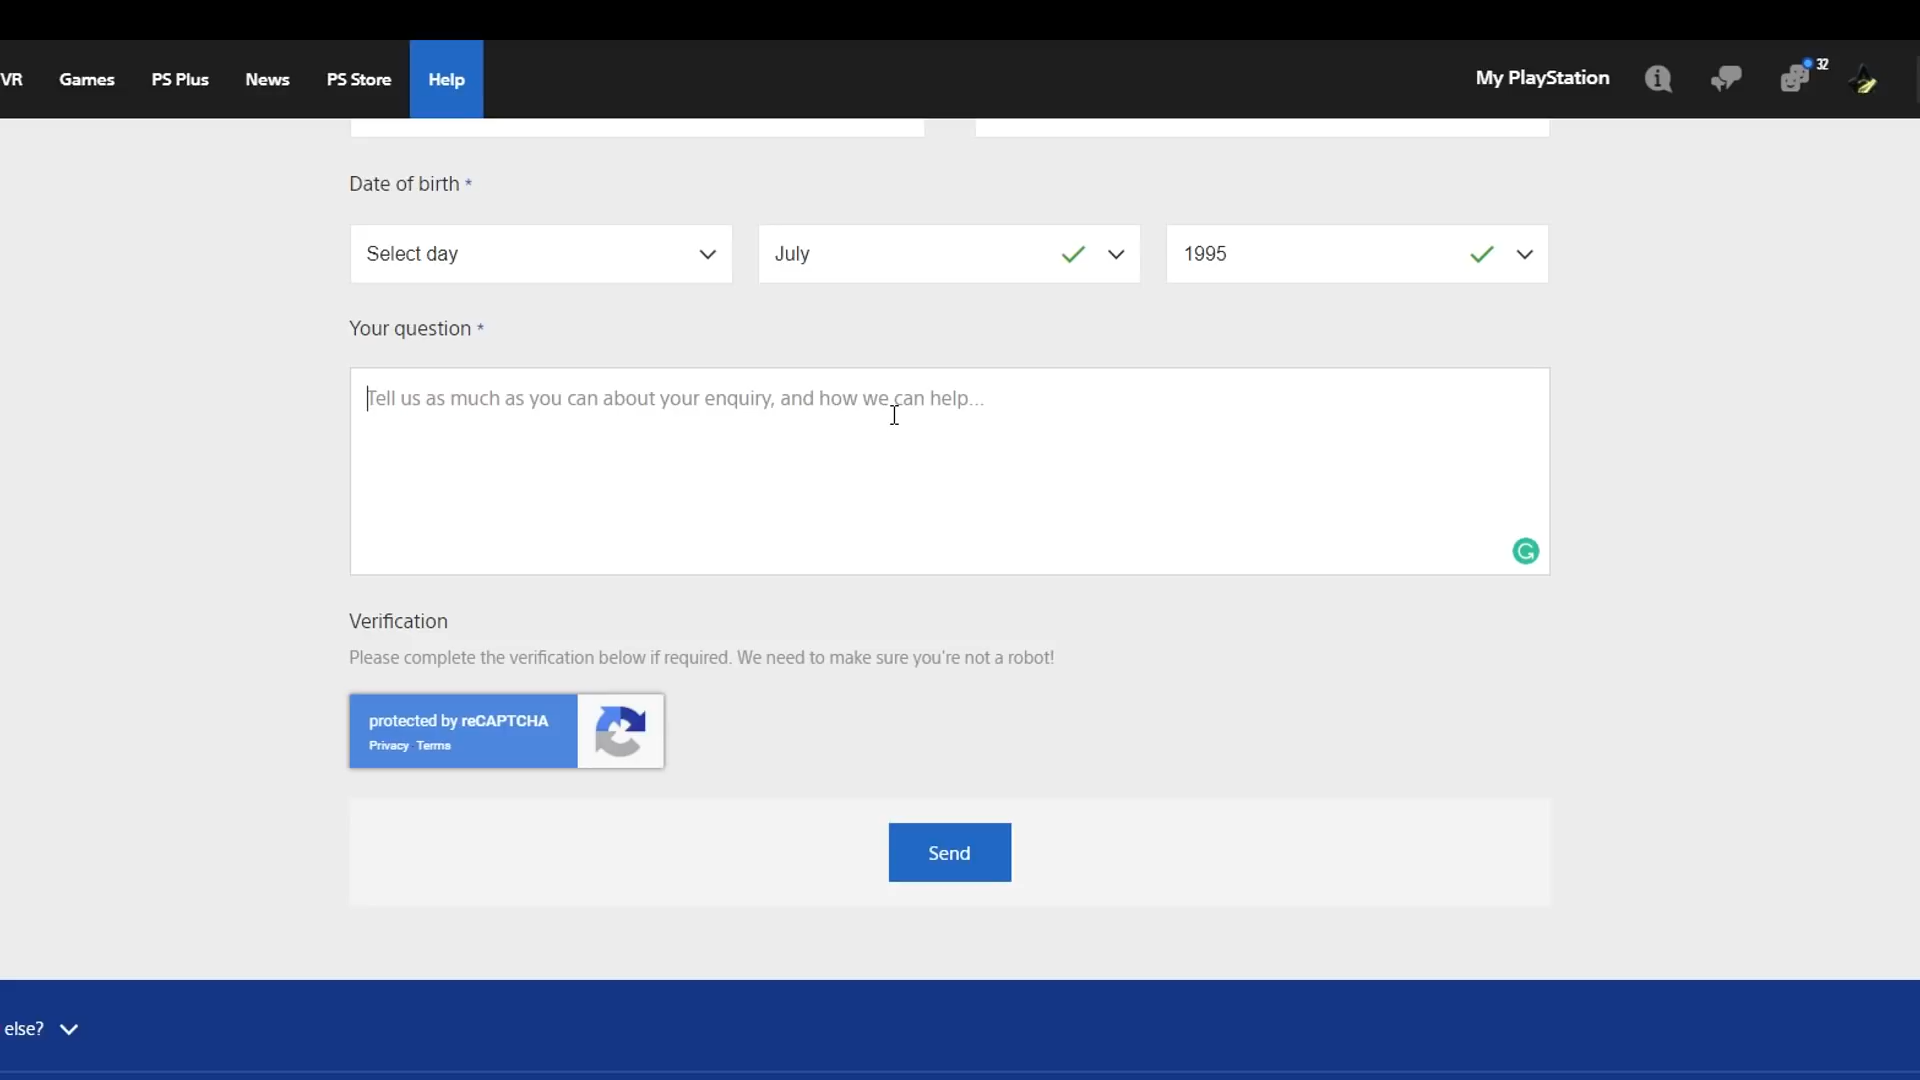 VR Games PS Plus News PS Store Help My PlayStation 32
Date of birth *
Select day July 1995
Your question *
Tell us as much as you can about your enquiry, and how we can help...
Verification
Please complete the verification below if required. We need to make sure you're not a robot!
protected by reCAPTCHA
Privacy Terms
Send
else?